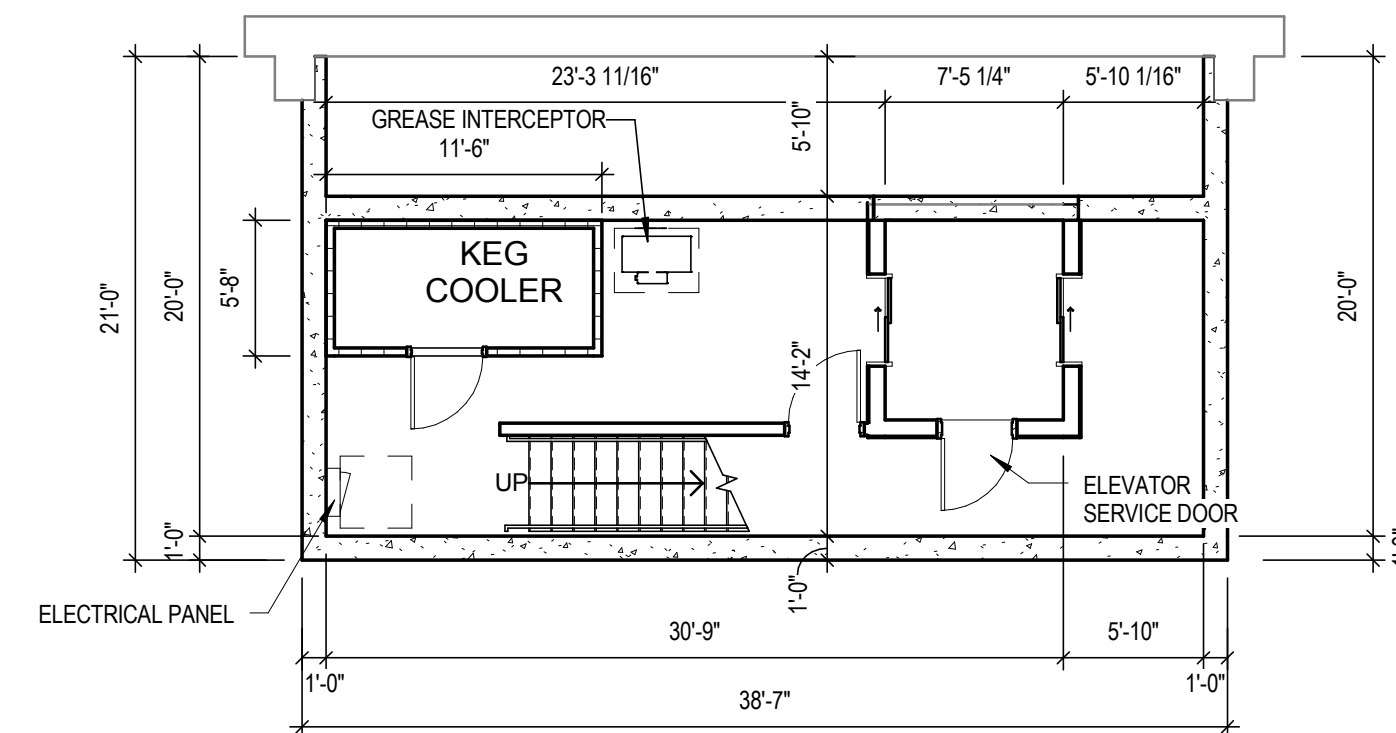 23'-3 11/16"
7'-5 1/4"
5'-10 1/16"
GREASE INTERCEPTOR
11'-6"
5'-10"
KEG
COOLER
21'-0"
20'-0"
5'-8"
20'-0"
14'-2"
UP
ELEVATOR
SERVICE DOOR
1'-0"
1'-0"
ELECTRICAL PANEL
30'-9"
5'-10"
1'-0"
1'-0"
38'-7"